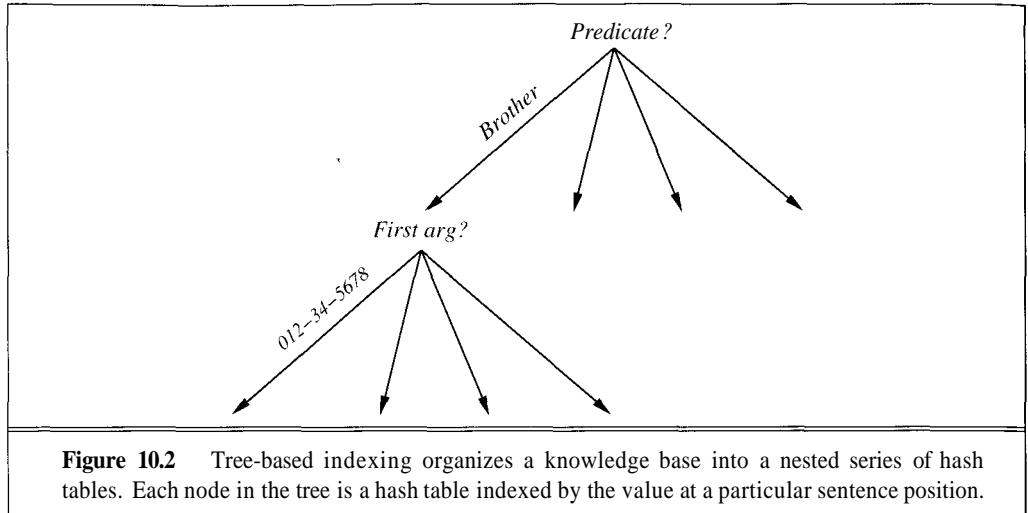 Predicate?
Brother
First arg?
012–34–5678
Figure 10.2 Tree-based indexing organizes a knowledge base into a nested series of hash
tables. Each node in the tree is a hash table indexed by the value at a particular sentence position.